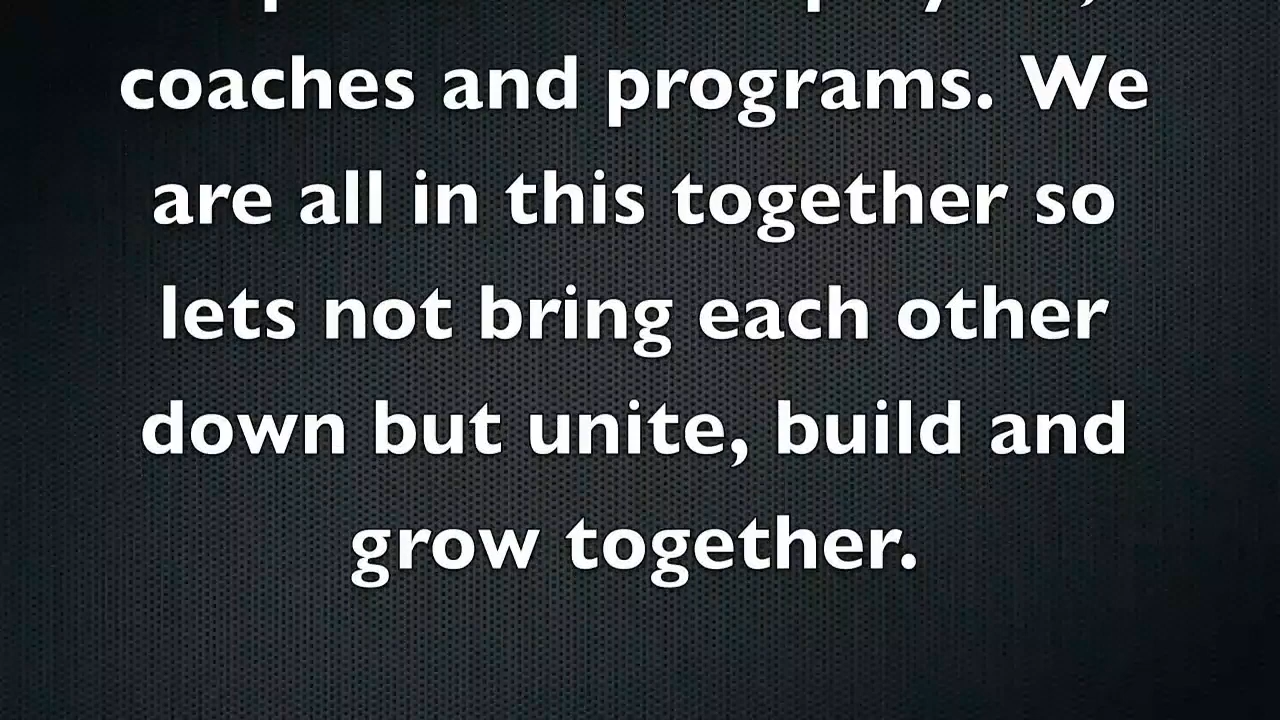 coaches and programs. We
are all in this together so
lets not bring each other
down but unite, build and
grow together.